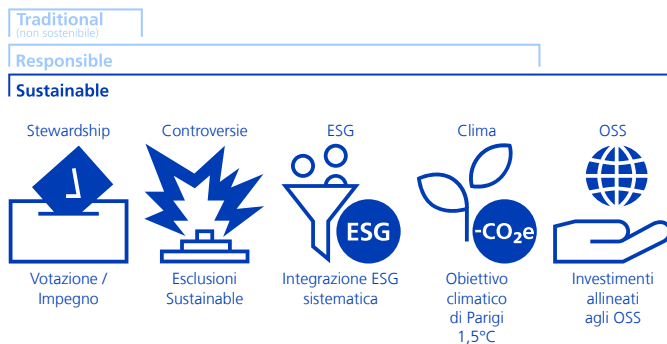 Traditional
(non sostenibile)
Responsible
Sustainable
Stewardship
Controversie
ESG
Clima
OSS
ESG
-CO₂e
Votazione /
Impegno
Esclusioni
Sustainable
Integrazione ESG
sistematica
Obiettivo
climatico
di Parigi
1,5°C
Investimenti
allineati
agli OSS